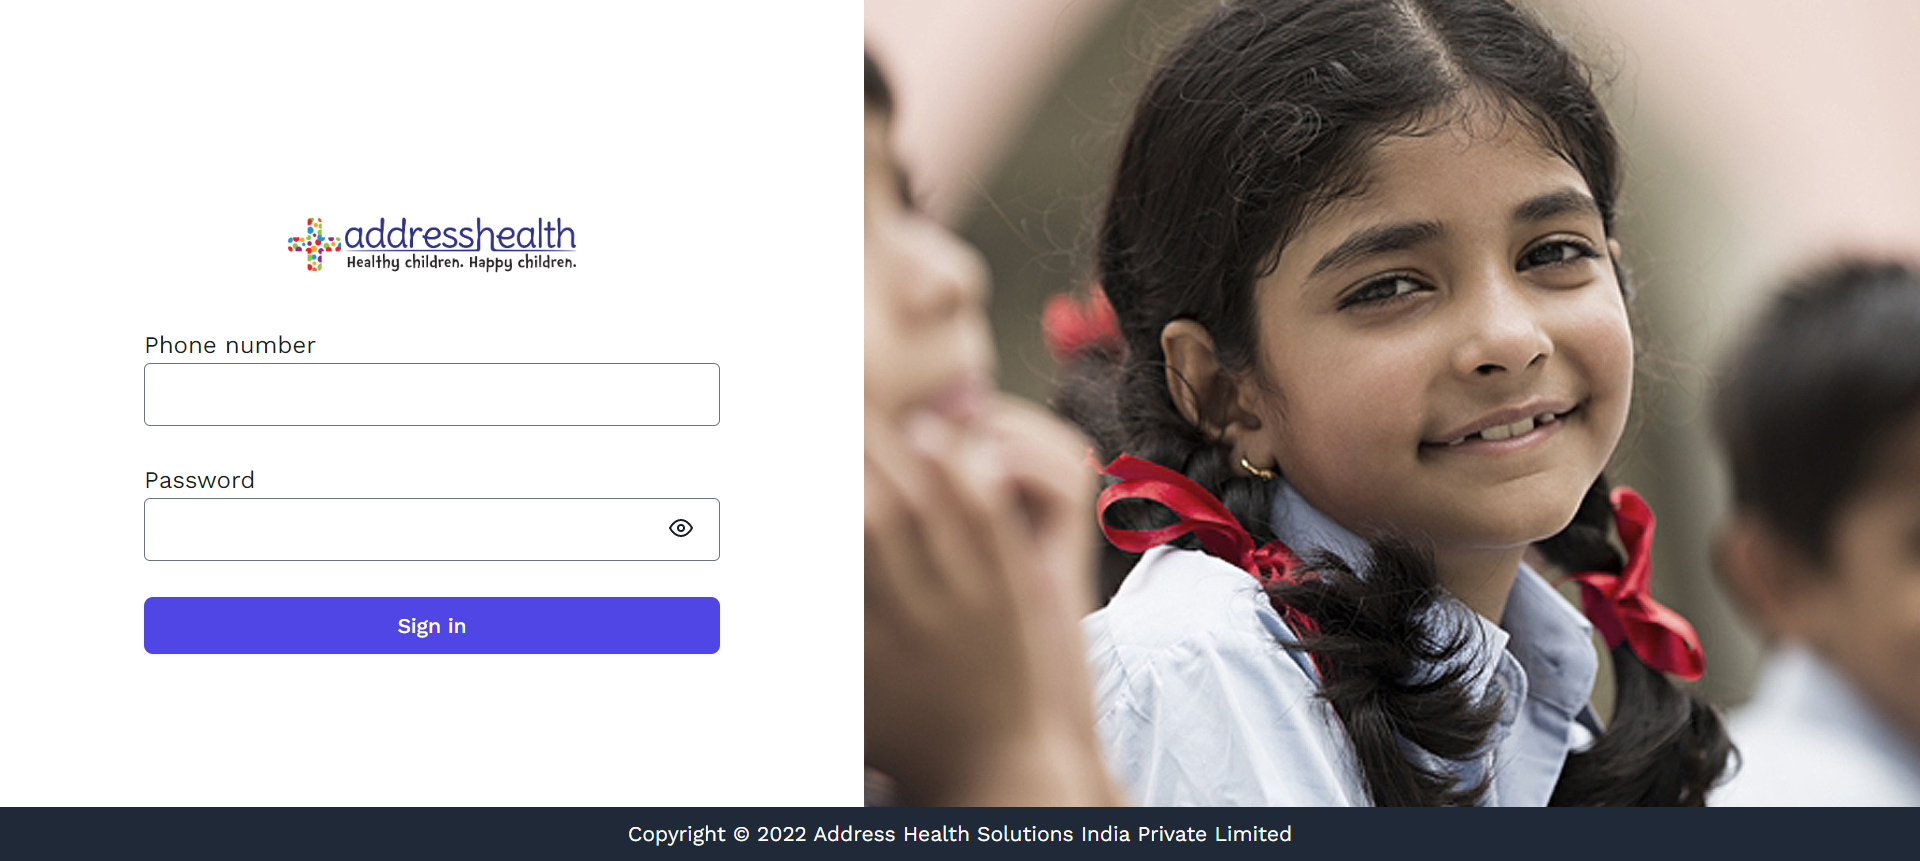 addresshealth
Healthy children. Happy children.
Phone number
Password
Sign in
Copyright © 2022 Address Health Solutions India Private Limited